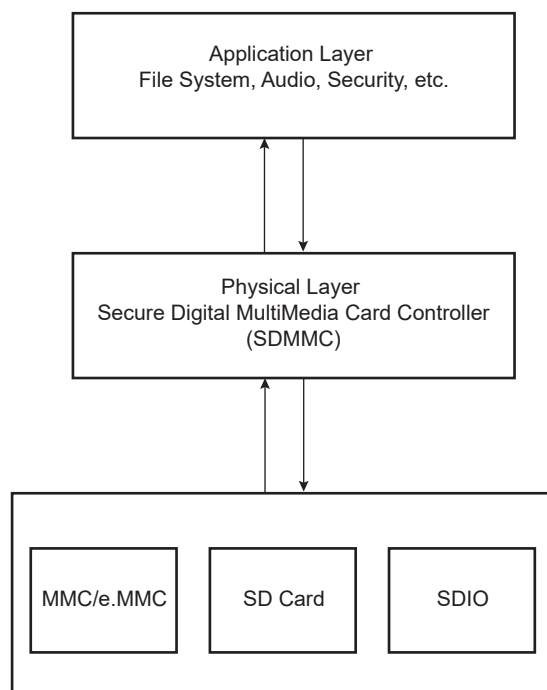 Application Layer
File System, Audio, Security, etc.
Physical Layer
Secure Digital MultiMedia Card Controller
(SDMMC)
MMC/e.MMC
SD Card
SDIO